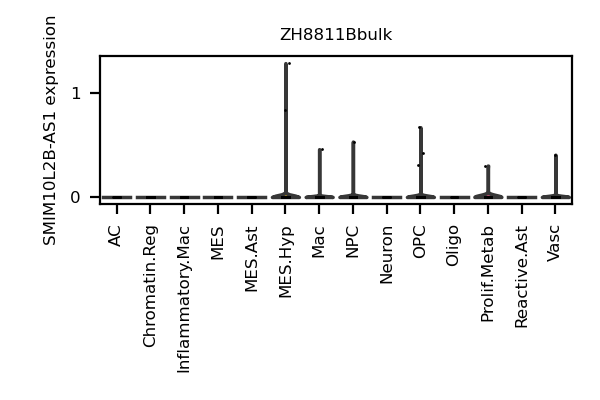 ZH8811Bbulk
SMIM10L2B-AS1 expression
1
0
AC
Chromatin.Reg
Inflammatory.Mac
MES
MES.Ast
MES.Hyp
Mac
NPC
Neuron
OPC
Oligo
Prolif.Metab
Reactive.Ast
Vasc